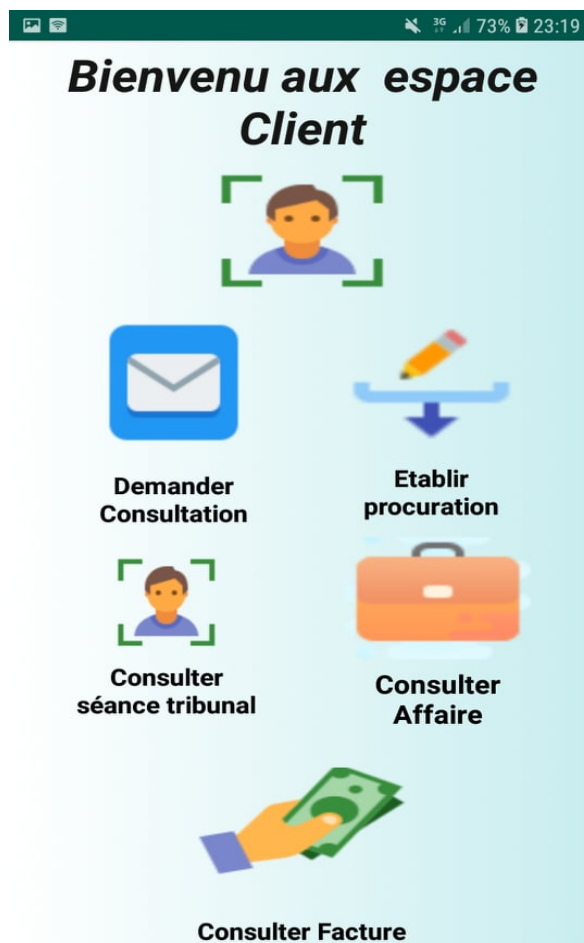 3G 73% 23:19
Bienvenu aux espace
Client
Demander
Consultation
Etablir
procuration
Consulter
séance tribunal
Consulter
Affaire
Consulter Facture